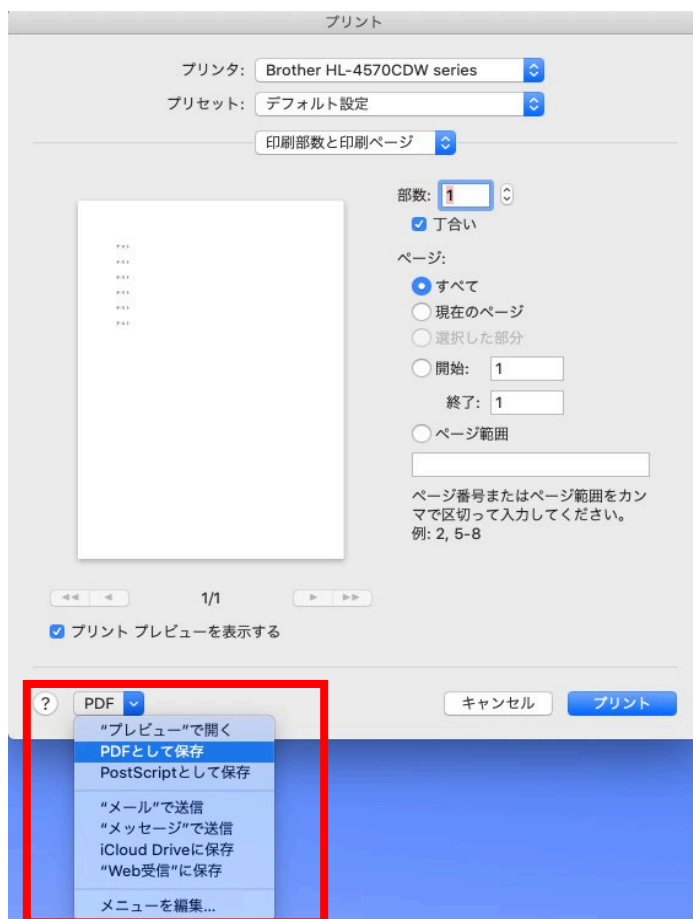 プリント
プリンタ: Brother HL-4570CDW series
プリセット: デフォルト設定
印刷部数と印刷ページ
部数: 1
丁合い
ページ:
すべて
現在のページ
選択した部分
開始: 1
終了: 1
ページ範囲
ページ番号またはページ範囲をカン
マで区切って入力してください。
例: 2, 5-8
1/1
プリント プレビューを表示する
? PDF キャンセル プリント
“プレビュー”で開く
PDFとして保存
PostScriptとして保存
“メール”で送信
“メッセージ”で送信
iCloud Driveに保存
“Web受信”に保存
メニューを編集...